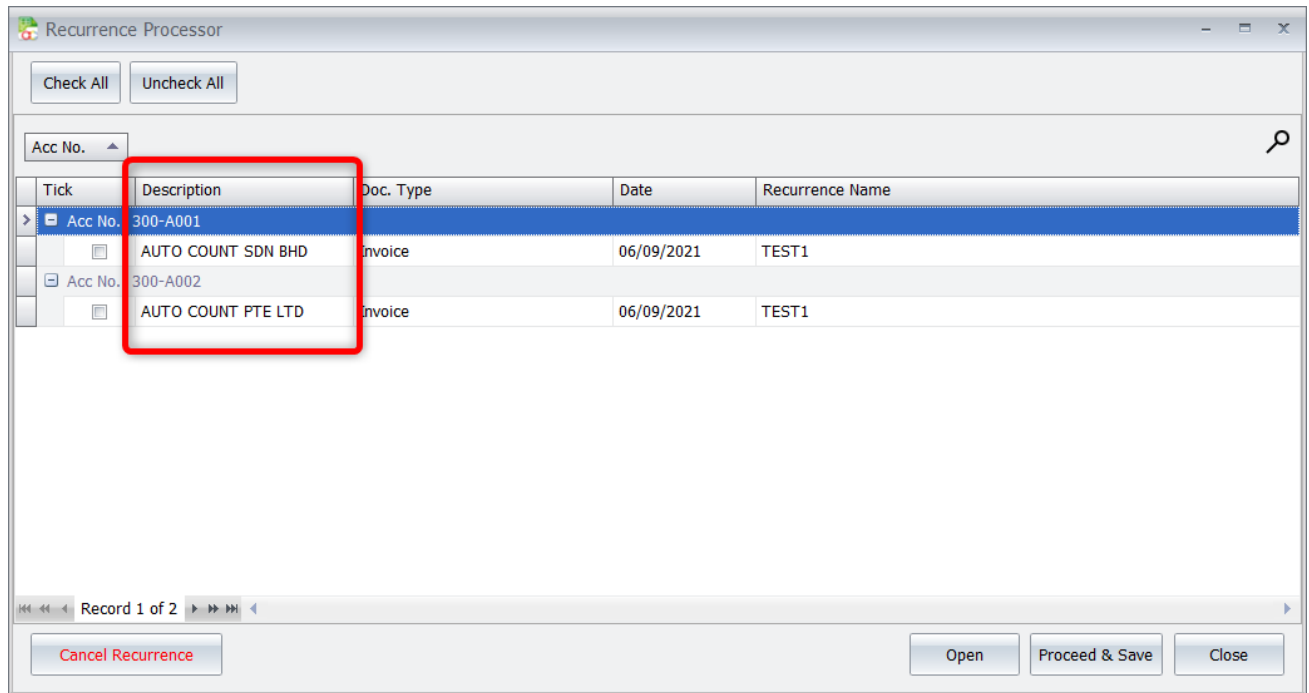 Recurrence Processor
Check All Uncheck All
Acc No.
Tick Description Doc. Type Date Recurrence Name
Acc No. 300-A001
AUTO COUNT SDN BHD Invoice 06/09/2021 TEST1
Acc No. 300-A002
AUTO COUNT PTE LTD Invoice 06/09/2021 TEST1
Record 1 of 2
Cancel Recurrence Open Proceed & Save Close